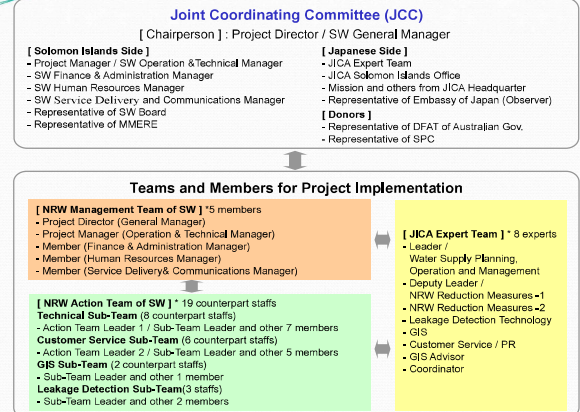 Joint Coordinating Committee (JCC)
[ Chairperson ] : Project Director / SW General Manager
[ Solomon Islands Side ]
- Project Manager / SW Operation &Technical Manager
- SW Finance & Administration Manager
- SW Human Resources Manager
- SW Service Delivery and Communications Manager
- Representative of SW Board
- Representative of MMERE
[ Japanese Side ]
- JICA Expert Team
- JICA Solomon Islands Office
- Mission and others from JICA Headquarter
- Representative of Embassy of Japan (Observer)
[ Donors ]
- Representative of DFAT of Australian Gov.
- Representative of SPC
Teams and Members for Project Implementation
[ NRW Management Team of SW ] *5 members
- Project Director (General Manager)
- Project Manager (Operation & Technical Manager)
- Member (Finance & Administration Manager)
- Member (Human Resources Manager)
- Member (Service Delivery& Communications Manager)
[ NRW Action Team of SW ] * 19 counterpart staffs
Technical Sub-Team (8 counterpart staffs)
- Action Team Leader 1 / Sub-Team Leader and other 7 members
Customer Service Sub-Team (6 counterpart staffs)
- Action Team Leader 2 / Sub-Team Leader and other 5 members
GIS Sub-Team (2 counterpart staffs)
- Sub-Team Leader and other 1 member
Leakage Detection Sub-Team(3 staffs)
- Sub-Team Leader and other 2 members
[ JICA Expert Team ] * 8 experts
- Leader /
Water Supply Planning,
Operation and Management
- Deputy Leader /
NRW Reduction Measures -1
- NRW Reduction Measures -2
- Leakage Detection Technology
- GIS
- Customer Service / PR
- GIS Advisor
- Coordinator